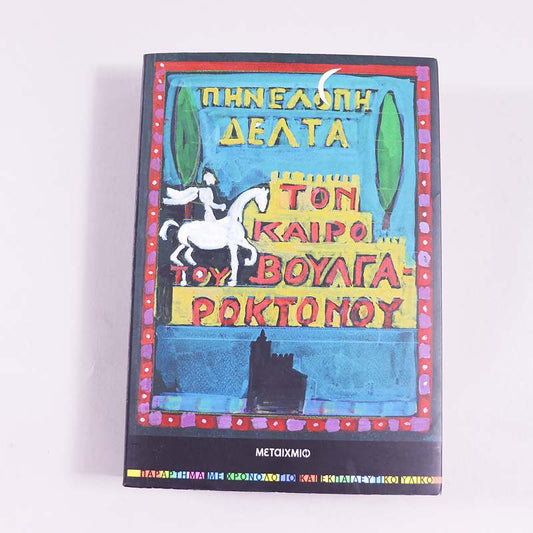 ΠΗΝΕΛΟΠΗ
ΔΕΛΤΑ
ΤΟΝ
ΚΑΙΡΟ
ΤΟΥ ΒΟΥΛΓΑ-
ΡΟΚΤΟΝΟΥ
ΜΕΤΑΙΧΜΙΟ
ΠΑΡΑΡΤΗΜΑ ΜΕ ΧΡΟΝΟΛΟΓΙΟ ΚΑΙ ΕΚΠΑΙΔΕΥΤΙΚΟ ΥΛΙΚΟ